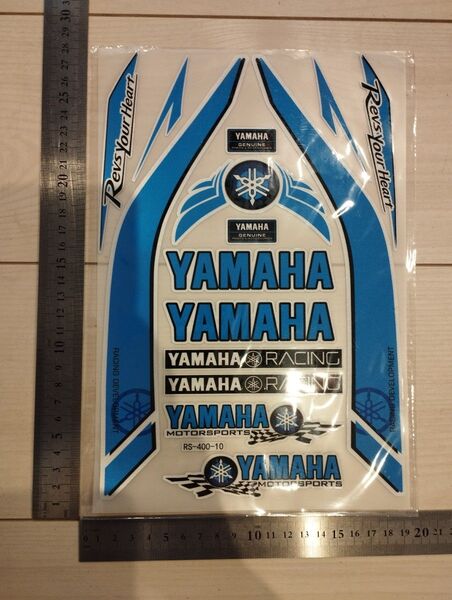 Revs Your Heart
Revs Your Heart
YAMAHA
GENUINE
YAMAHA
GENUINE
YAMAHA
YAMAHA
YAMAHA RACING
YAMAHA RACING
RACING DEVELOPMENT
RACING DEVELOPMENT
YAMAHA
MOTORSPORTS
RS-400-10
YAMAHA
MOTORSPORTS